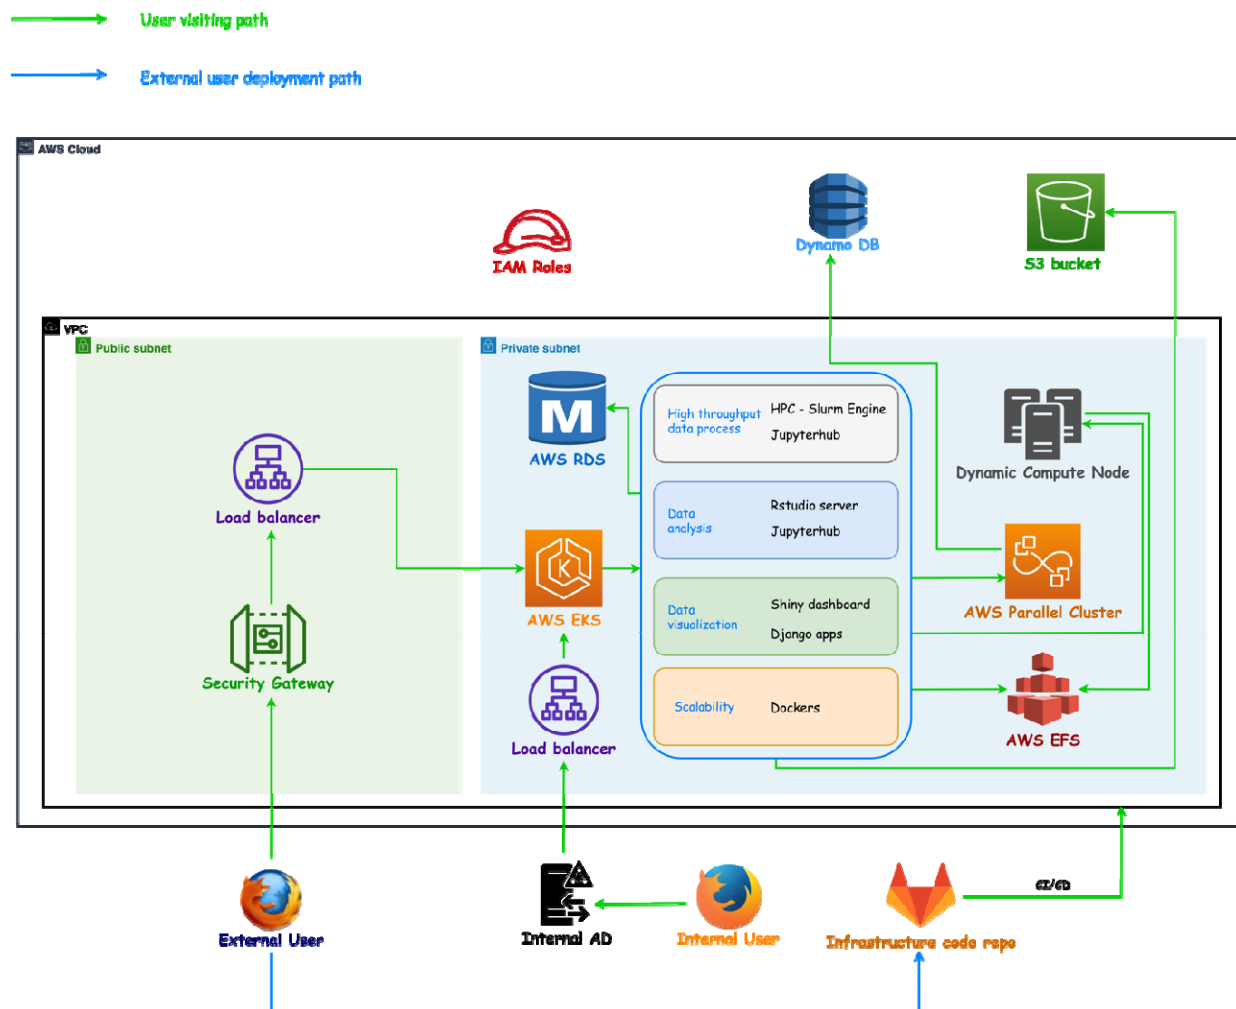 User visiting path
External user deployment path
AWS Cloud
IAM Roles
Dynamo DB
S3 bucket
VPC
Public subnet
Private subnet
M
AWS RDS
High throughput
data process
HPC - Slurm Engine
Jupyterhub
Dynamic Compute Node
Load balancer
Data
analysis
Rstudio server
Jupyterhub
K
AWS EKS
AWS Parallel Cluster
Data
visualization
Shiny dashboard
Django apps
Security Gateway
Load balancer
Scalability
Dockers
AWS EFS
CI/CD
External User
Internal AD
Internal User
Infrastructure code repo